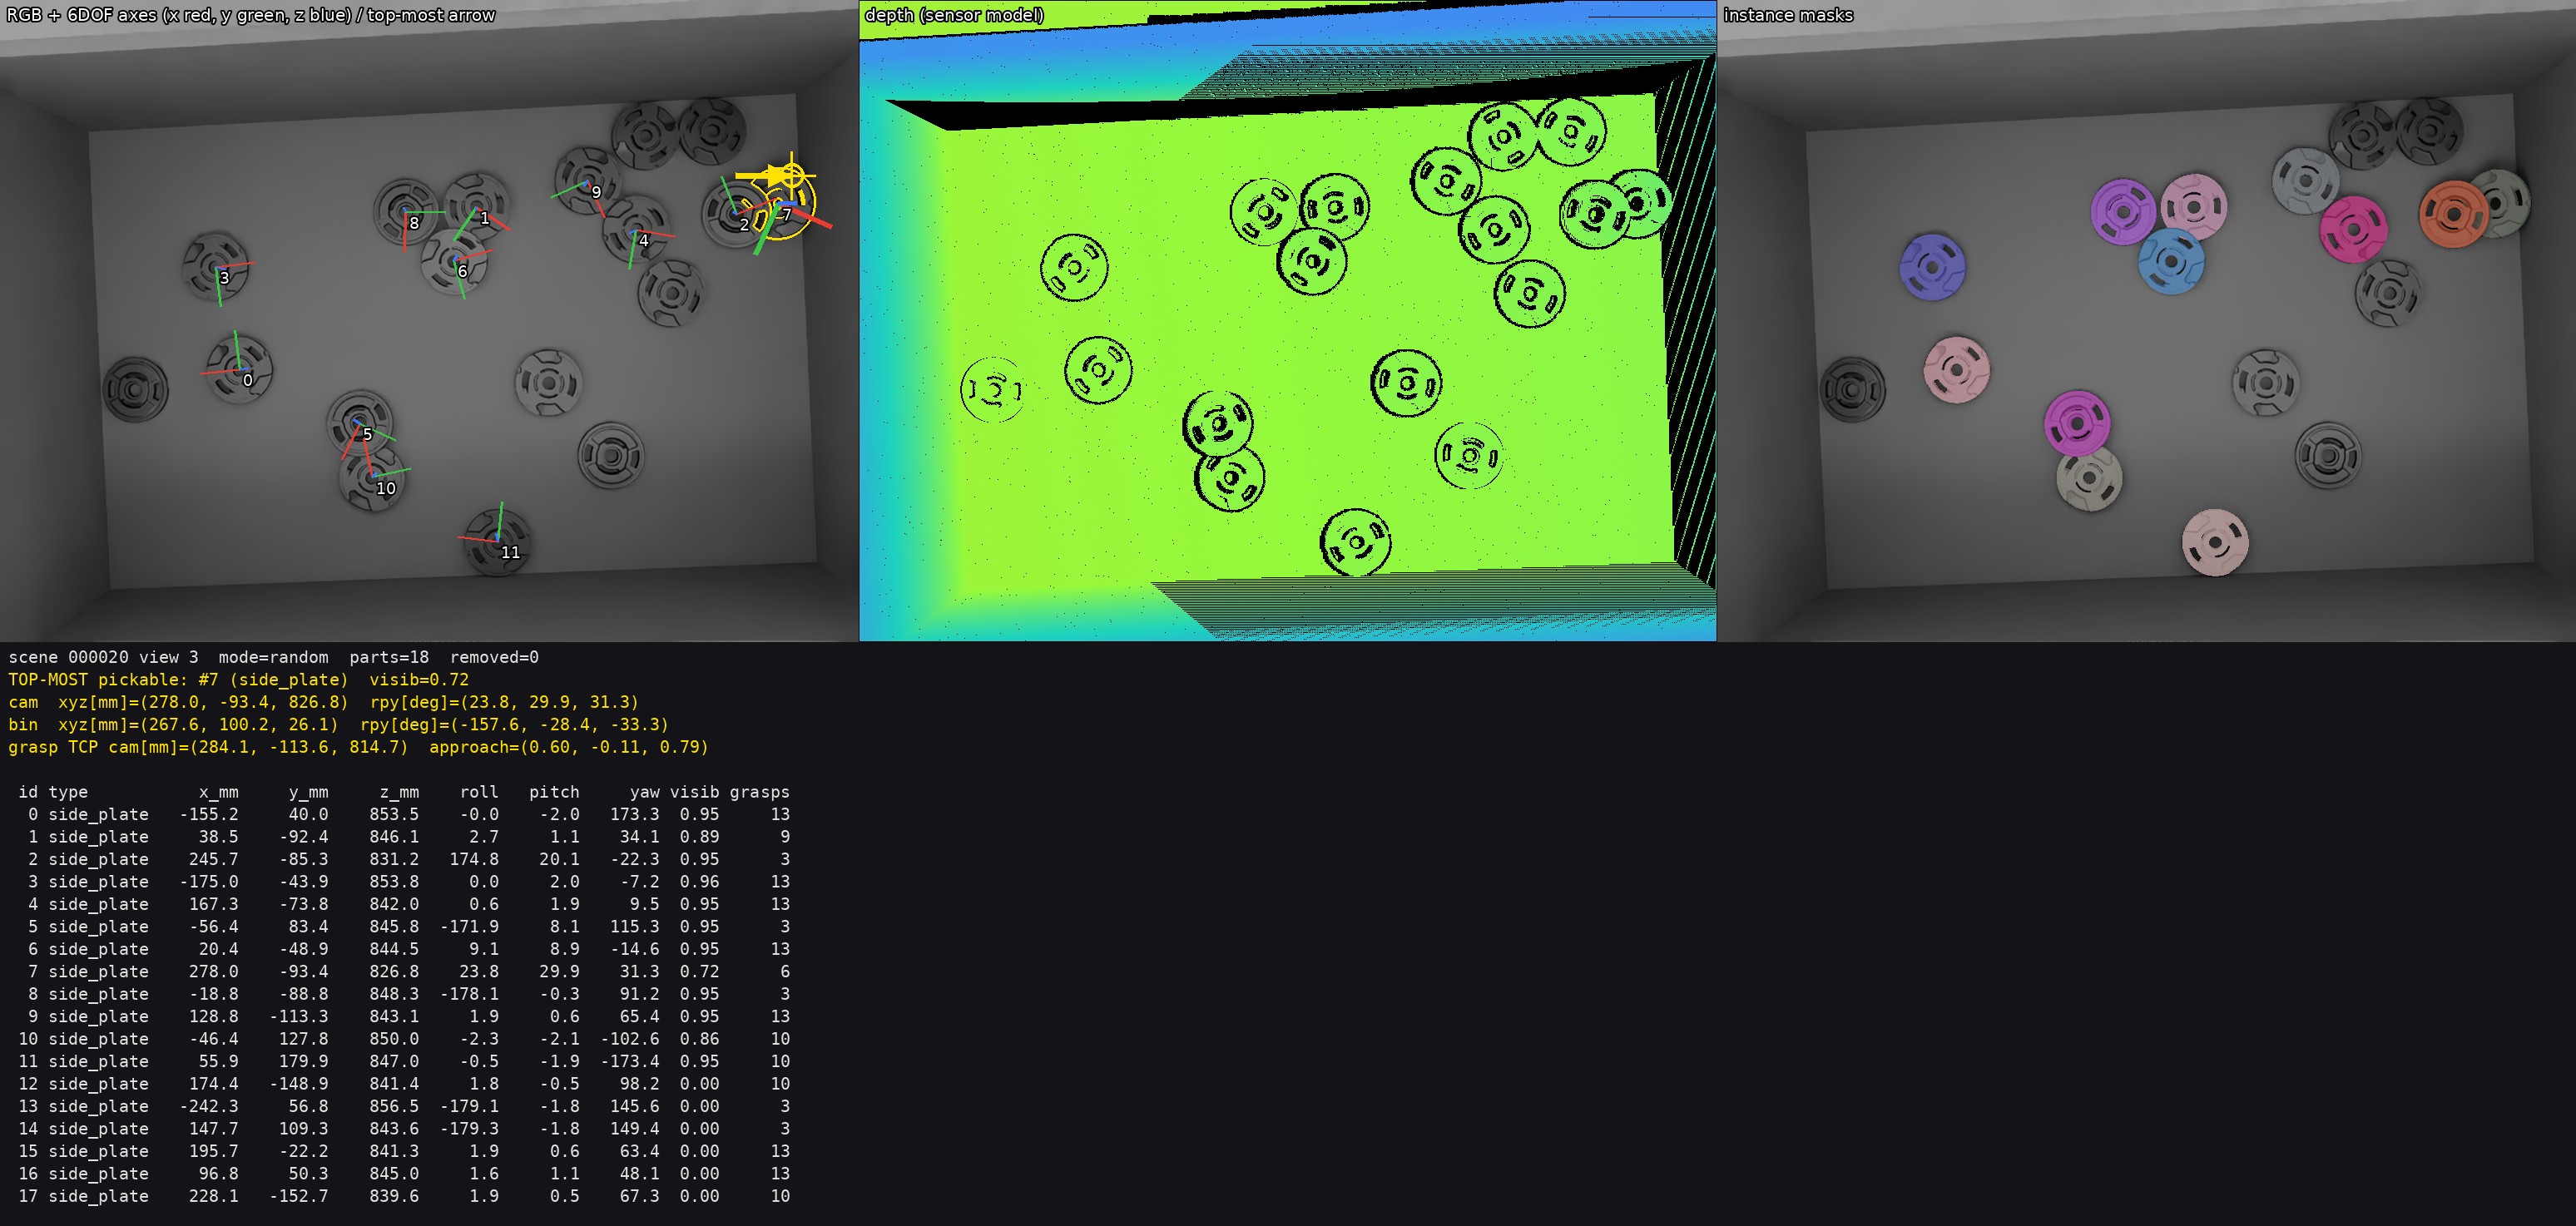 RGB + 6DOF axes (x red, y green, z blue) / top-most arrow
depth (sensor model)
instance masks
9
8
1
2
7
4
6
3
0
5
10
11
scene 000020 view 3  mode=random  parts=18  removed=0
TOP-MOST pickable: #7 (side_plate)  visib=0.72
cam  xyz[mm]=(278.0, -93.4, 826.8)  rpy[deg]=(23.8, 29.9, 31.3)
bin  xyz[mm]=(267.6, 100.2, 26.1)  rpy[deg]=(-157.6, -28.4, -33.3)
grasp TCP cam[mm]=(284.1, -113.6, 814.7)  approach=(0.60, -0.11, 0.79)
id type x_mm y_mm z_mm roll pitch yaw visib grasps
0 side_plate -155.2 40.0 853.5 -0.0 -2.0 173.3 0.95 13
1 side_plate 38.5 -92.4 846.1 2.7 1.1 34.1 0.89 9
2 side_plate 245.7 -85.3 831.2 174.8 20.1 -22.3 0.95 3
3 side_plate -175.0 -43.9 853.8 0.0 2.0 -7.2 0.96 13
4 side_plate 167.3 -73.8 842.0 0.6 1.9 9.5 0.95 13
5 side_plate -56.4 83.4 845.8 -171.9 8.1 115.3 0.95 3
6 side_plate 20.4 -48.9 844.5 9.1 8.9 -14.6 0.95 13
7 side_plate 278.0 -93.4 826.8 23.8 29.9 31.3 0.72 6
8 side_plate -18.8 -88.8 848.3 -178.1 -0.3 91.2 0.95 3
9 side_plate 128.8 -113.3 843.1 1.9 0.6 65.4 0.95 13
10 side_plate -46.4 127.8 850.0 -2.3 -2.1 -102.6 0.86 10
11 side_plate 55.9 179.9 847.0 -0.5 -1.9 -173.4 0.95 10
12 side_plate 174.4 -148.9 841.4 1.8 -0.5 98.2 0.00 10
13 side_plate -242.3 56.8 856.5 -179.1 -1.8 145.6 0.00 3
14 side_plate 147.7 109.3 843.6 -179.3 -1.8 149.4 0.00 3
15 side_plate 195.7 -22.2 841.3 1.9 0.6 63.4 0.00 13
16 side_plate 96.8 50.3 845.0 1.6 1.1 48.1 0.00 13
17 side_plate 228.1 -152.7 839.6 1.9 0.5 67.3 0.00 10